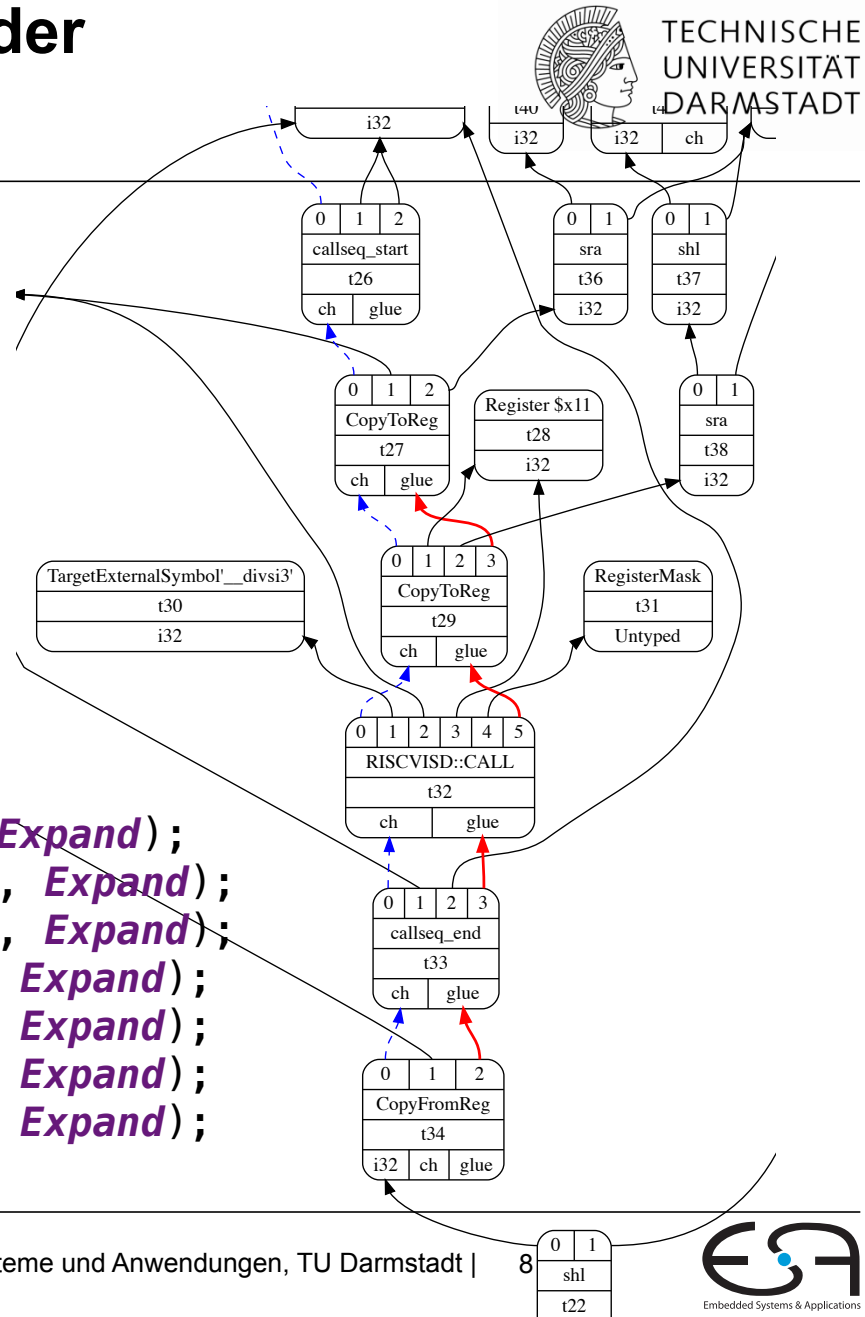 der
TECHNISCHE
UNIVERSITÄT
DARMSTADT
i32
t40
i32
i32 ch
0 1 2
callseq_start
t26
ch glue
0 1
sra
t36
i32
0 1
shl
t37
i32
0 1 2
CopyToReg
t27
ch glue
Register $x11
t28
i32
0 1
sra
t38
i32
0 1 2 3
CopyToReg
t29
ch glue
TargetExternalSymbol'__divsi3'
t30
i32
RegisterMask
t31
Untyped
0 1 2 3 4 5
RISCVISD::CALL
t32
ch glue
Expand);
, Expand);
, Expand);
Expand);
Expand);
Expand);
Expand);
0 1 2 3
callseq_end
t33
ch glue
0 1 2
CopyFromReg
t34
i32 ch glue
teme und Anwendungen, TU Darmstadt | 8
0 1
shl
t22
ESA
Embedded Systems & Applications